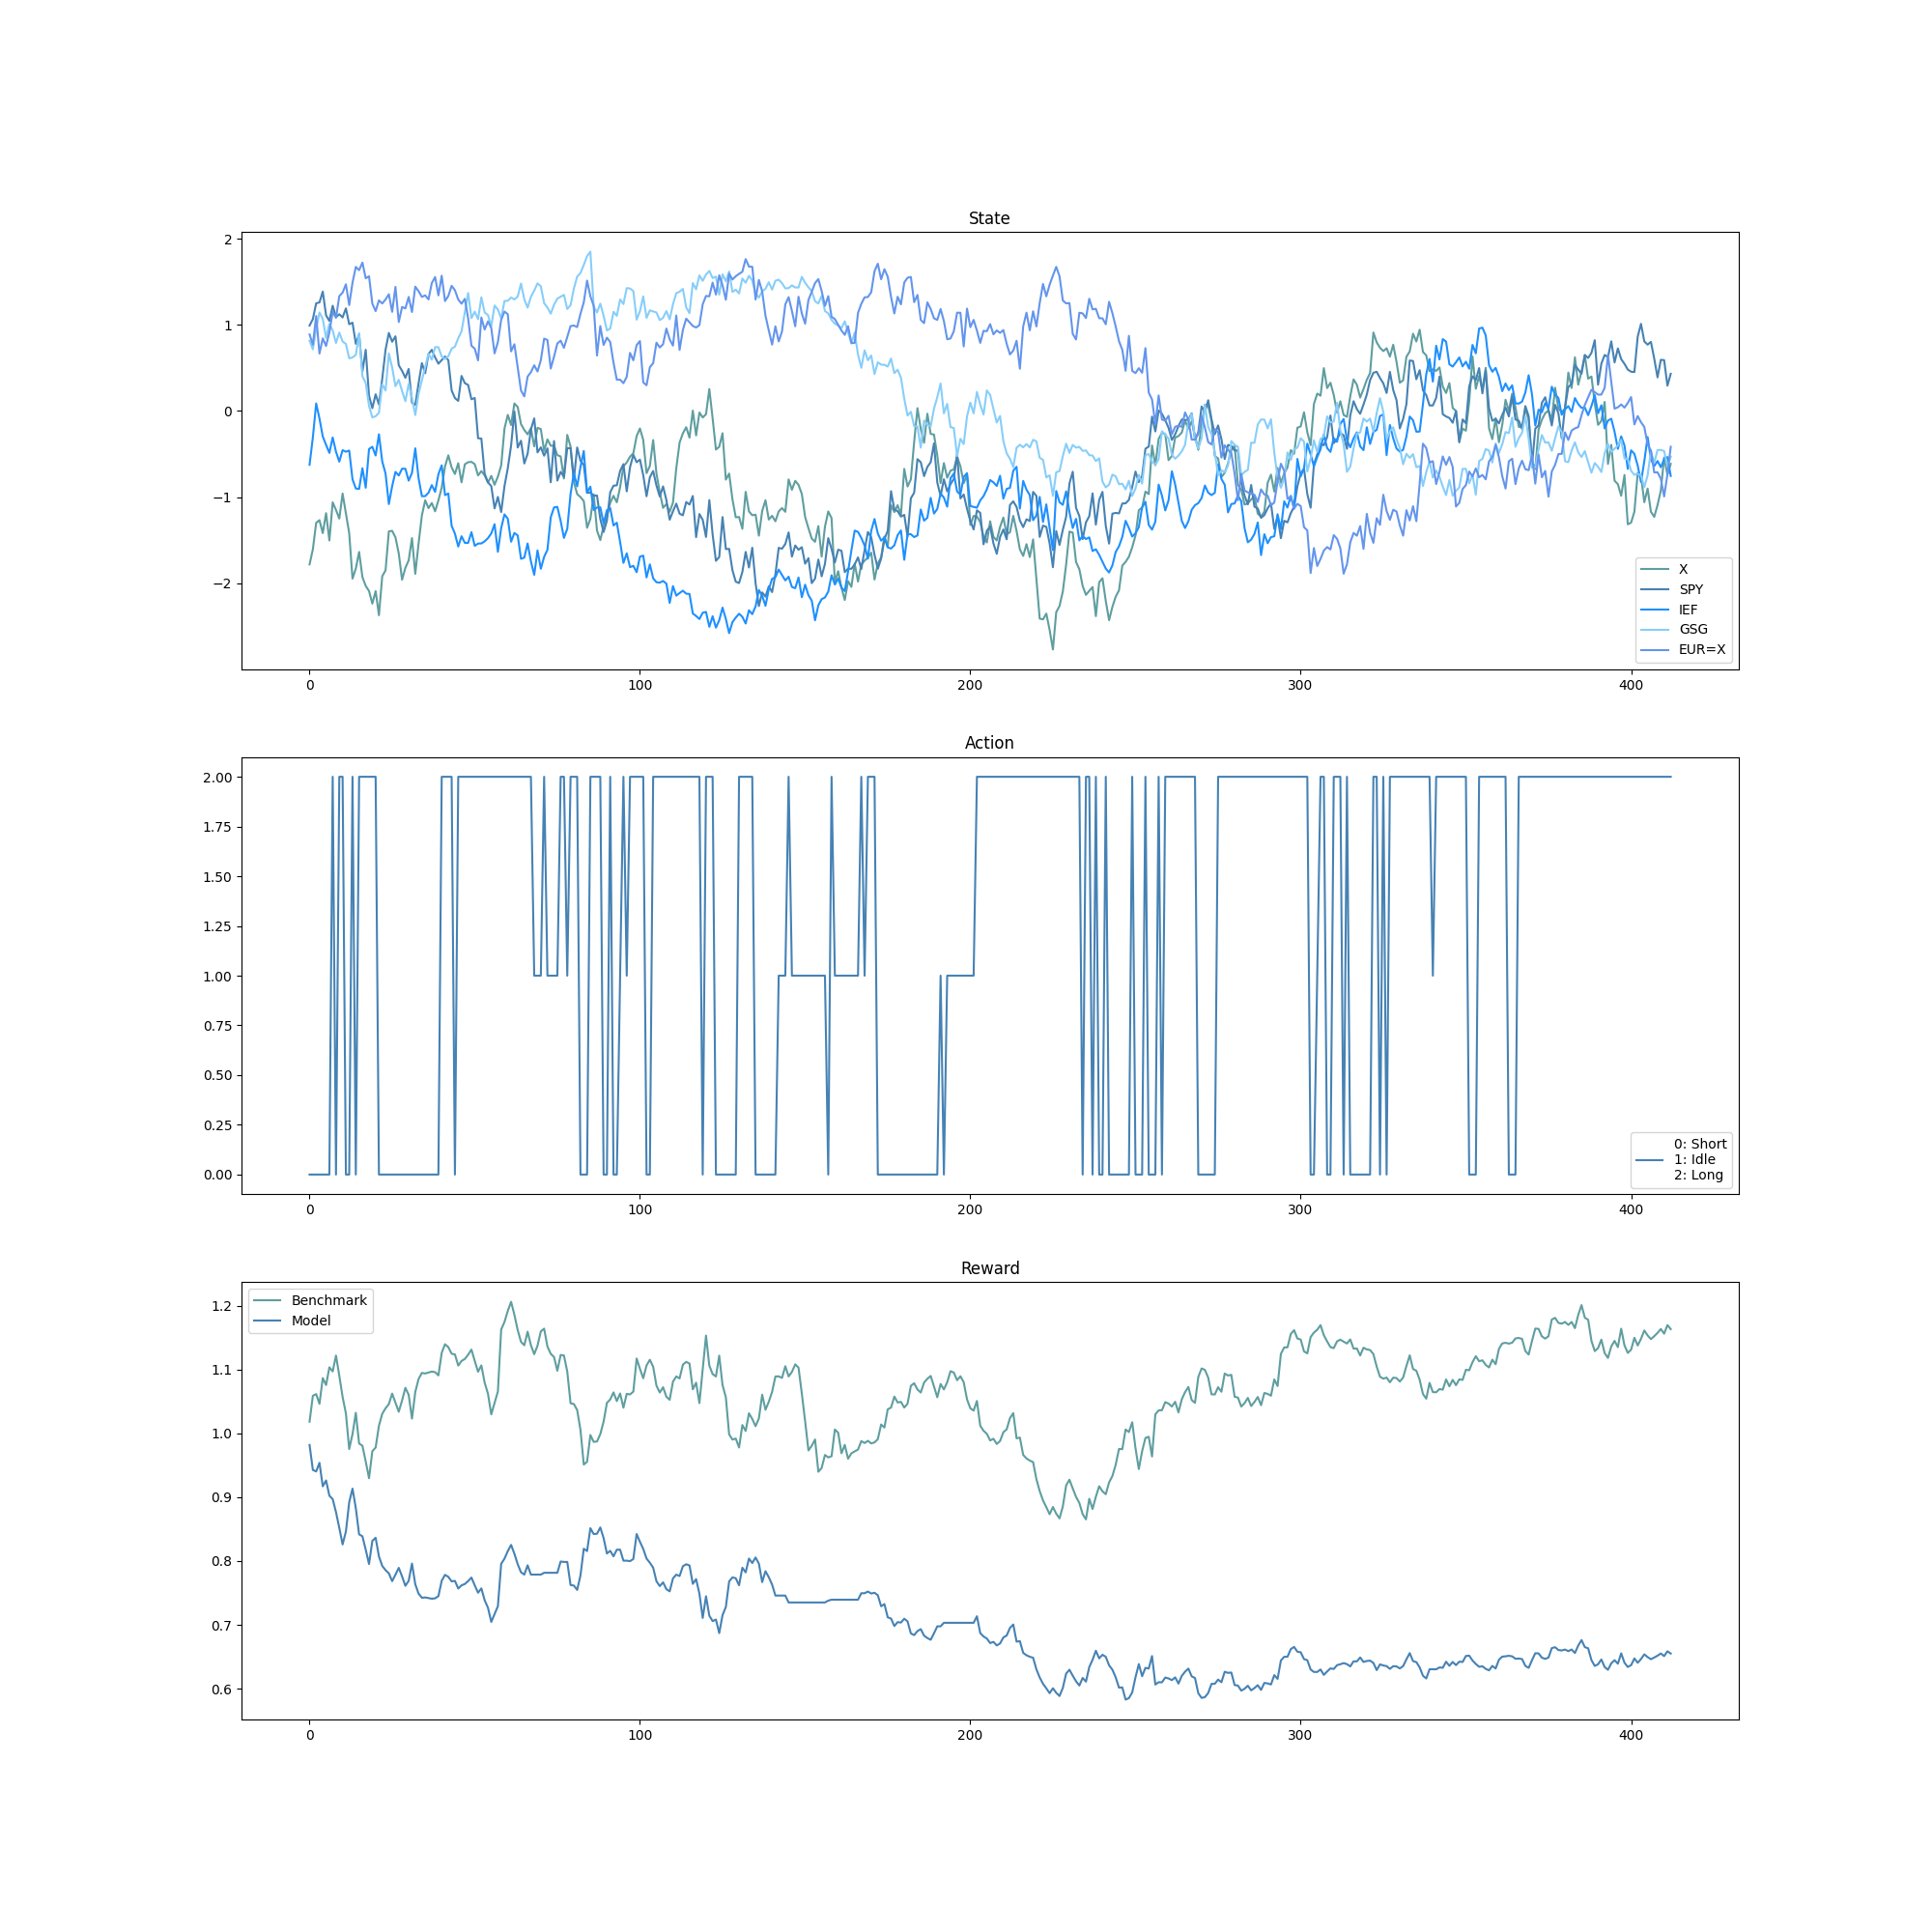 State
2
1
0
−1
−2
X
SPY
IEF
GSG
EUR=X
0 100 200 300 400
Action
2.00
1.75
1.50
1.25
1.00
0.75
0.50
0.25
0.00
0: Short
1: Idle
2: Long
0 100 200 300 400
Reward
Benchmark
Model
1.2
1.1
1.0
0.9
0.8
0.7
0.6
0 100 200 300 400